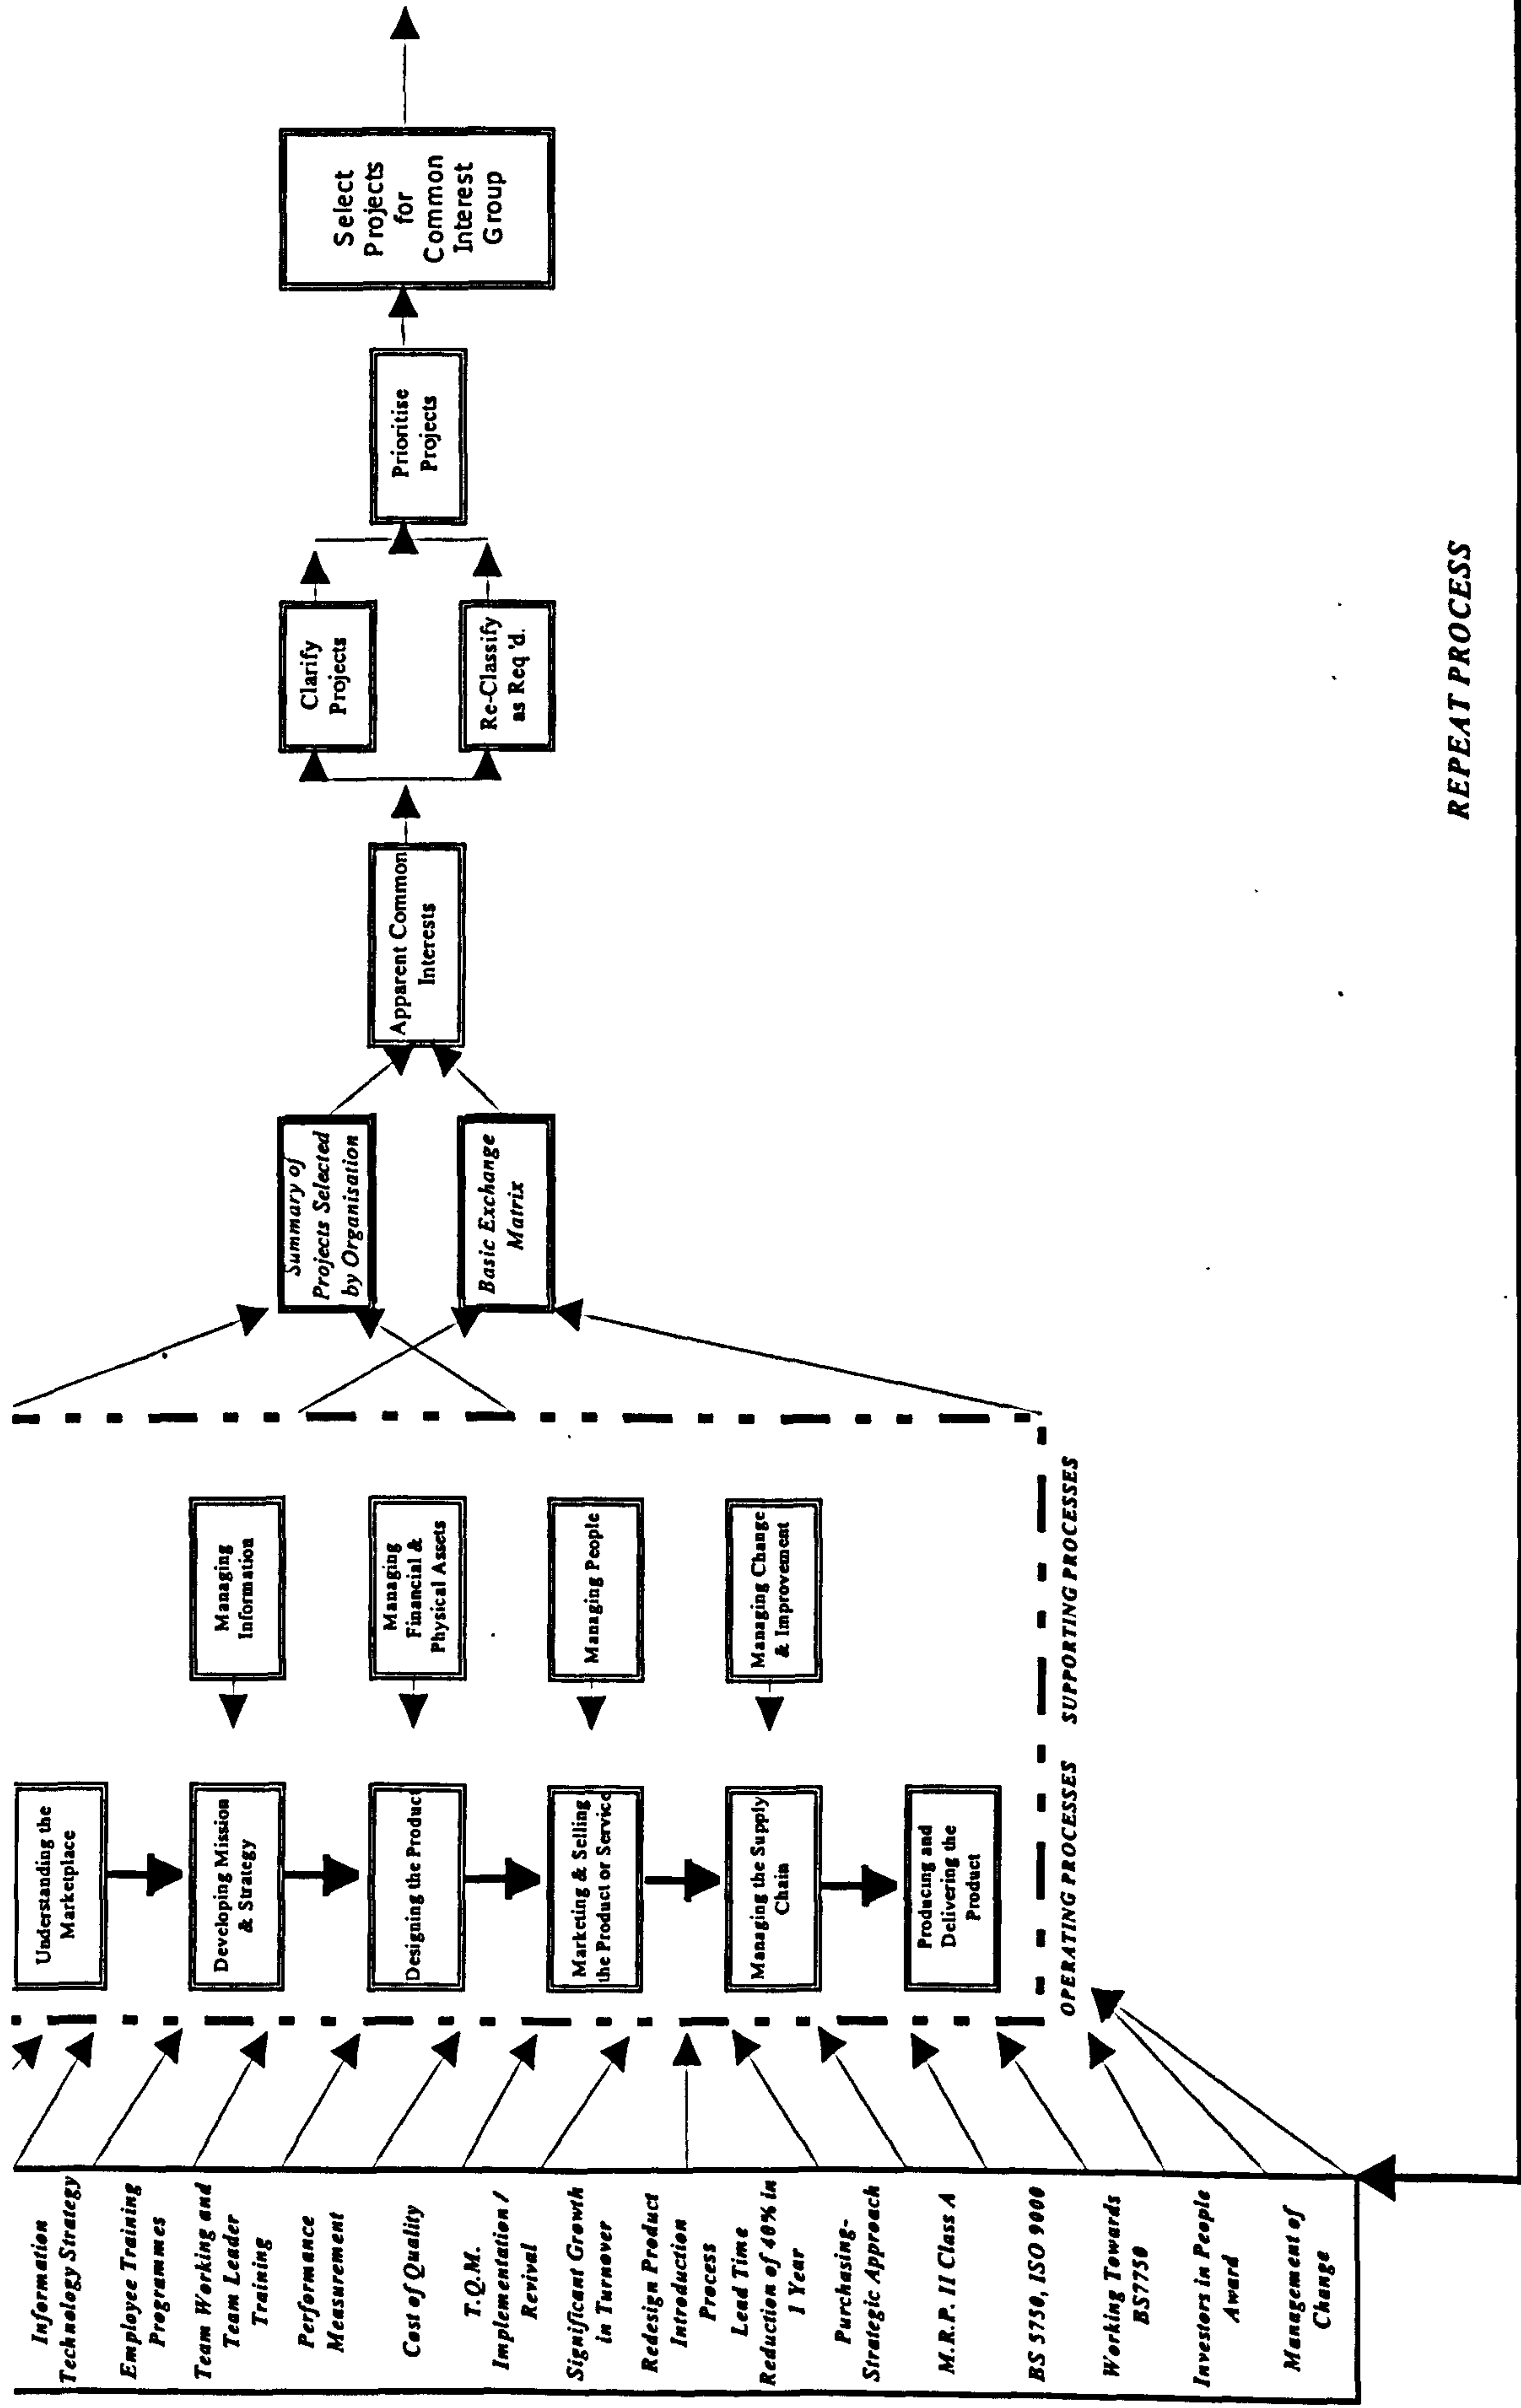 Information
Technology Strategy
Employee Training
Programmes
Team Working and
Team Leader
Training
Performance
Measurement
Cost of Quality
T.Q.M.
Implementation /
Revival
Significant Growth
in Turnover
Redesign Product
Introduction
Process
Lead Time
Reduction of 40% in
1 Year
Purchasing-
Strategic Approach
M.R.P. II Class A
BS 5750, ISO 9000
Working Towards
BS7750
Investors in People
Award
Management of
Change
Understanding the
Marketplace
Developing Mission
& Strategy
Designing the Product
Marketing & Selling
the Product or Service
Managing the Supply
Chain
Producing and
Delivering the
Product
OPERATING PROCESSES
SUPPORTING PROCESSES
Managing
Information
Managing
Financial &
Physical Assets
Managing People
Managing Change
& Improvement
Summary of
Projects Selected
by Organisation
Basic Exchange
Matrix
Apparent Common
Interests
Clarify
Projects
Re-Classify
as Req 'd.
Prioritise
Projects
Select
Projects
for
Common
Interest
Group
REPEAT PROCESS